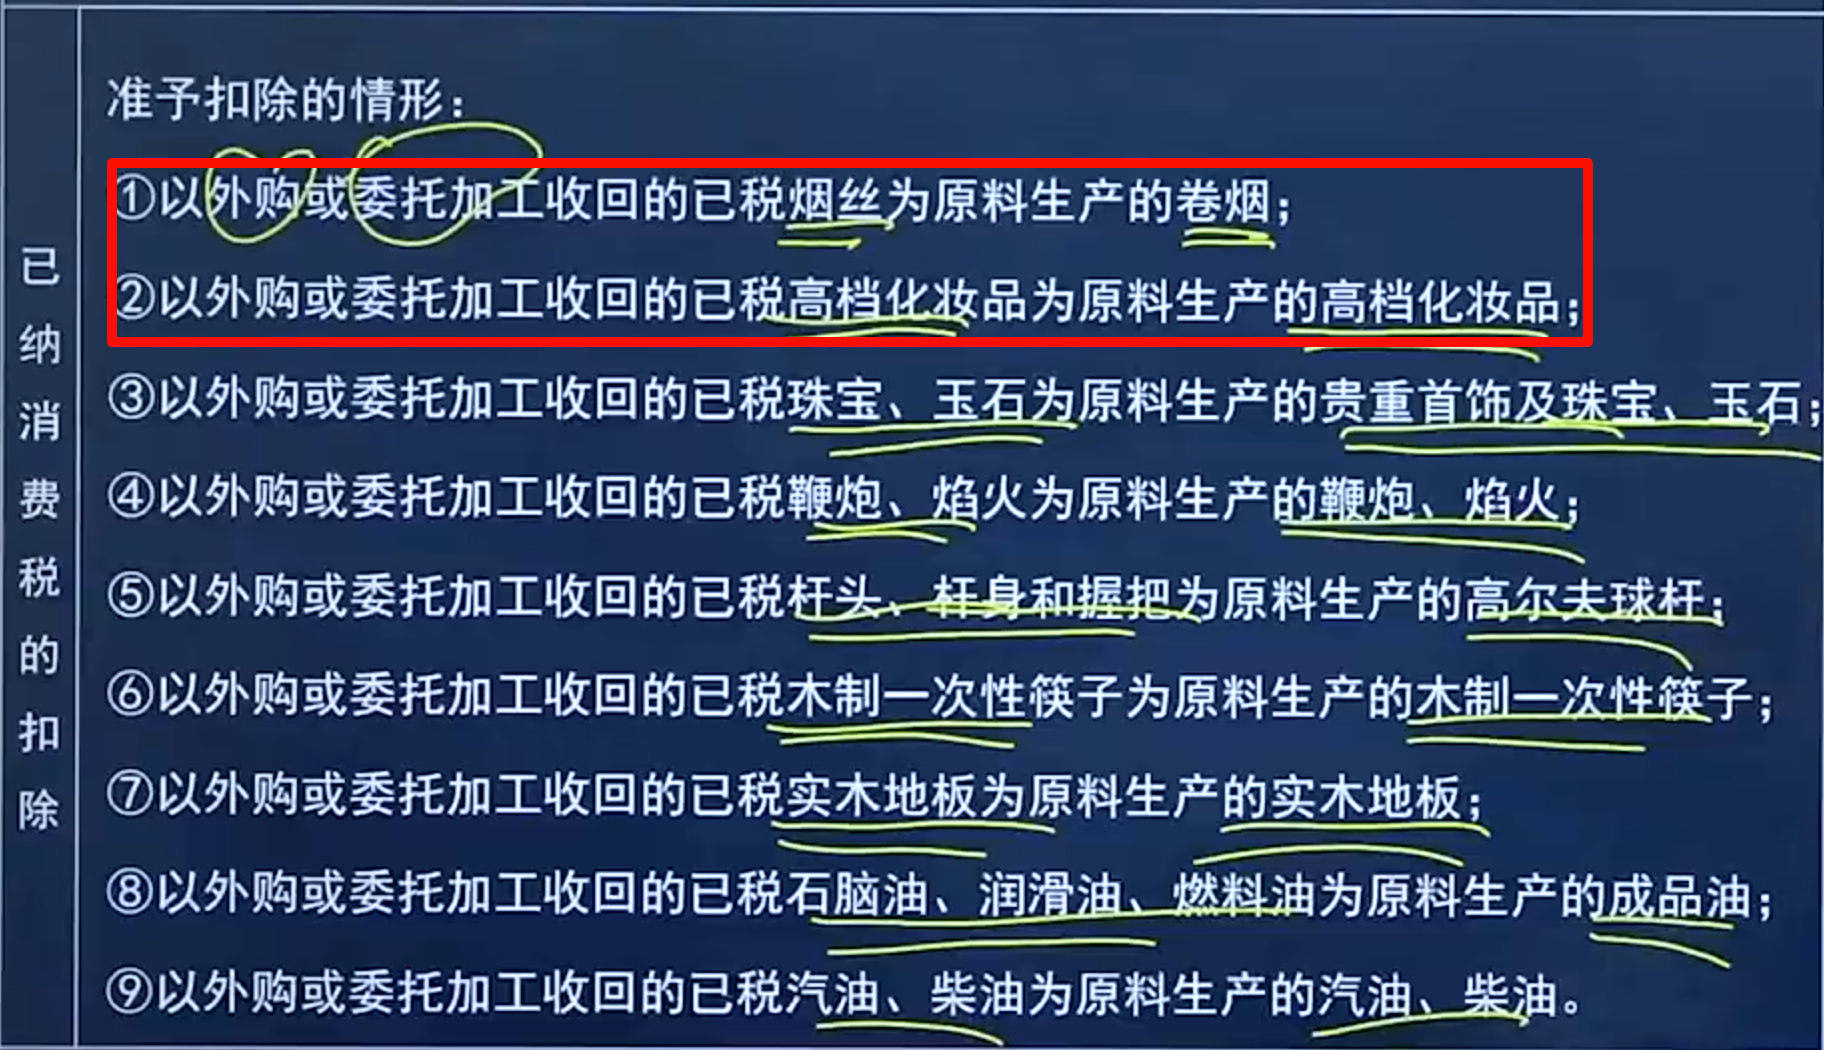 已纳消费税的扣除
准予扣除的情形：
①以外购或委托加工收回的已税烟丝为原料生产的卷烟；
②以外购或委托加工收回的已税高档化妆品为原料生产的高档化妆品；
③以外购或委托加工收回的已税珠宝、玉石为原料生产的贵重首饰及珠宝、玉石；
④以外购或委托加工收回的已税鞭炮、焰火为原料生产的鞭炮、焰火；
⑤以外购或委托加工收回的已税杆头、杆身和握把为原料生产的高尔夫球杆；
⑥以外购或委托加工收回的已税木制一次性筷子为原料生产的木制一次性筷子；
⑦以外购或委托加工收回的已税实木地板为原料生产的实木地板；
⑧以外购或委托加工收回的已税石脑油、润滑油、燃料油为原料生产的成品油；
⑨以外购或委托加工收回的已税汽油、柴油为原料生产的汽油、柴油。